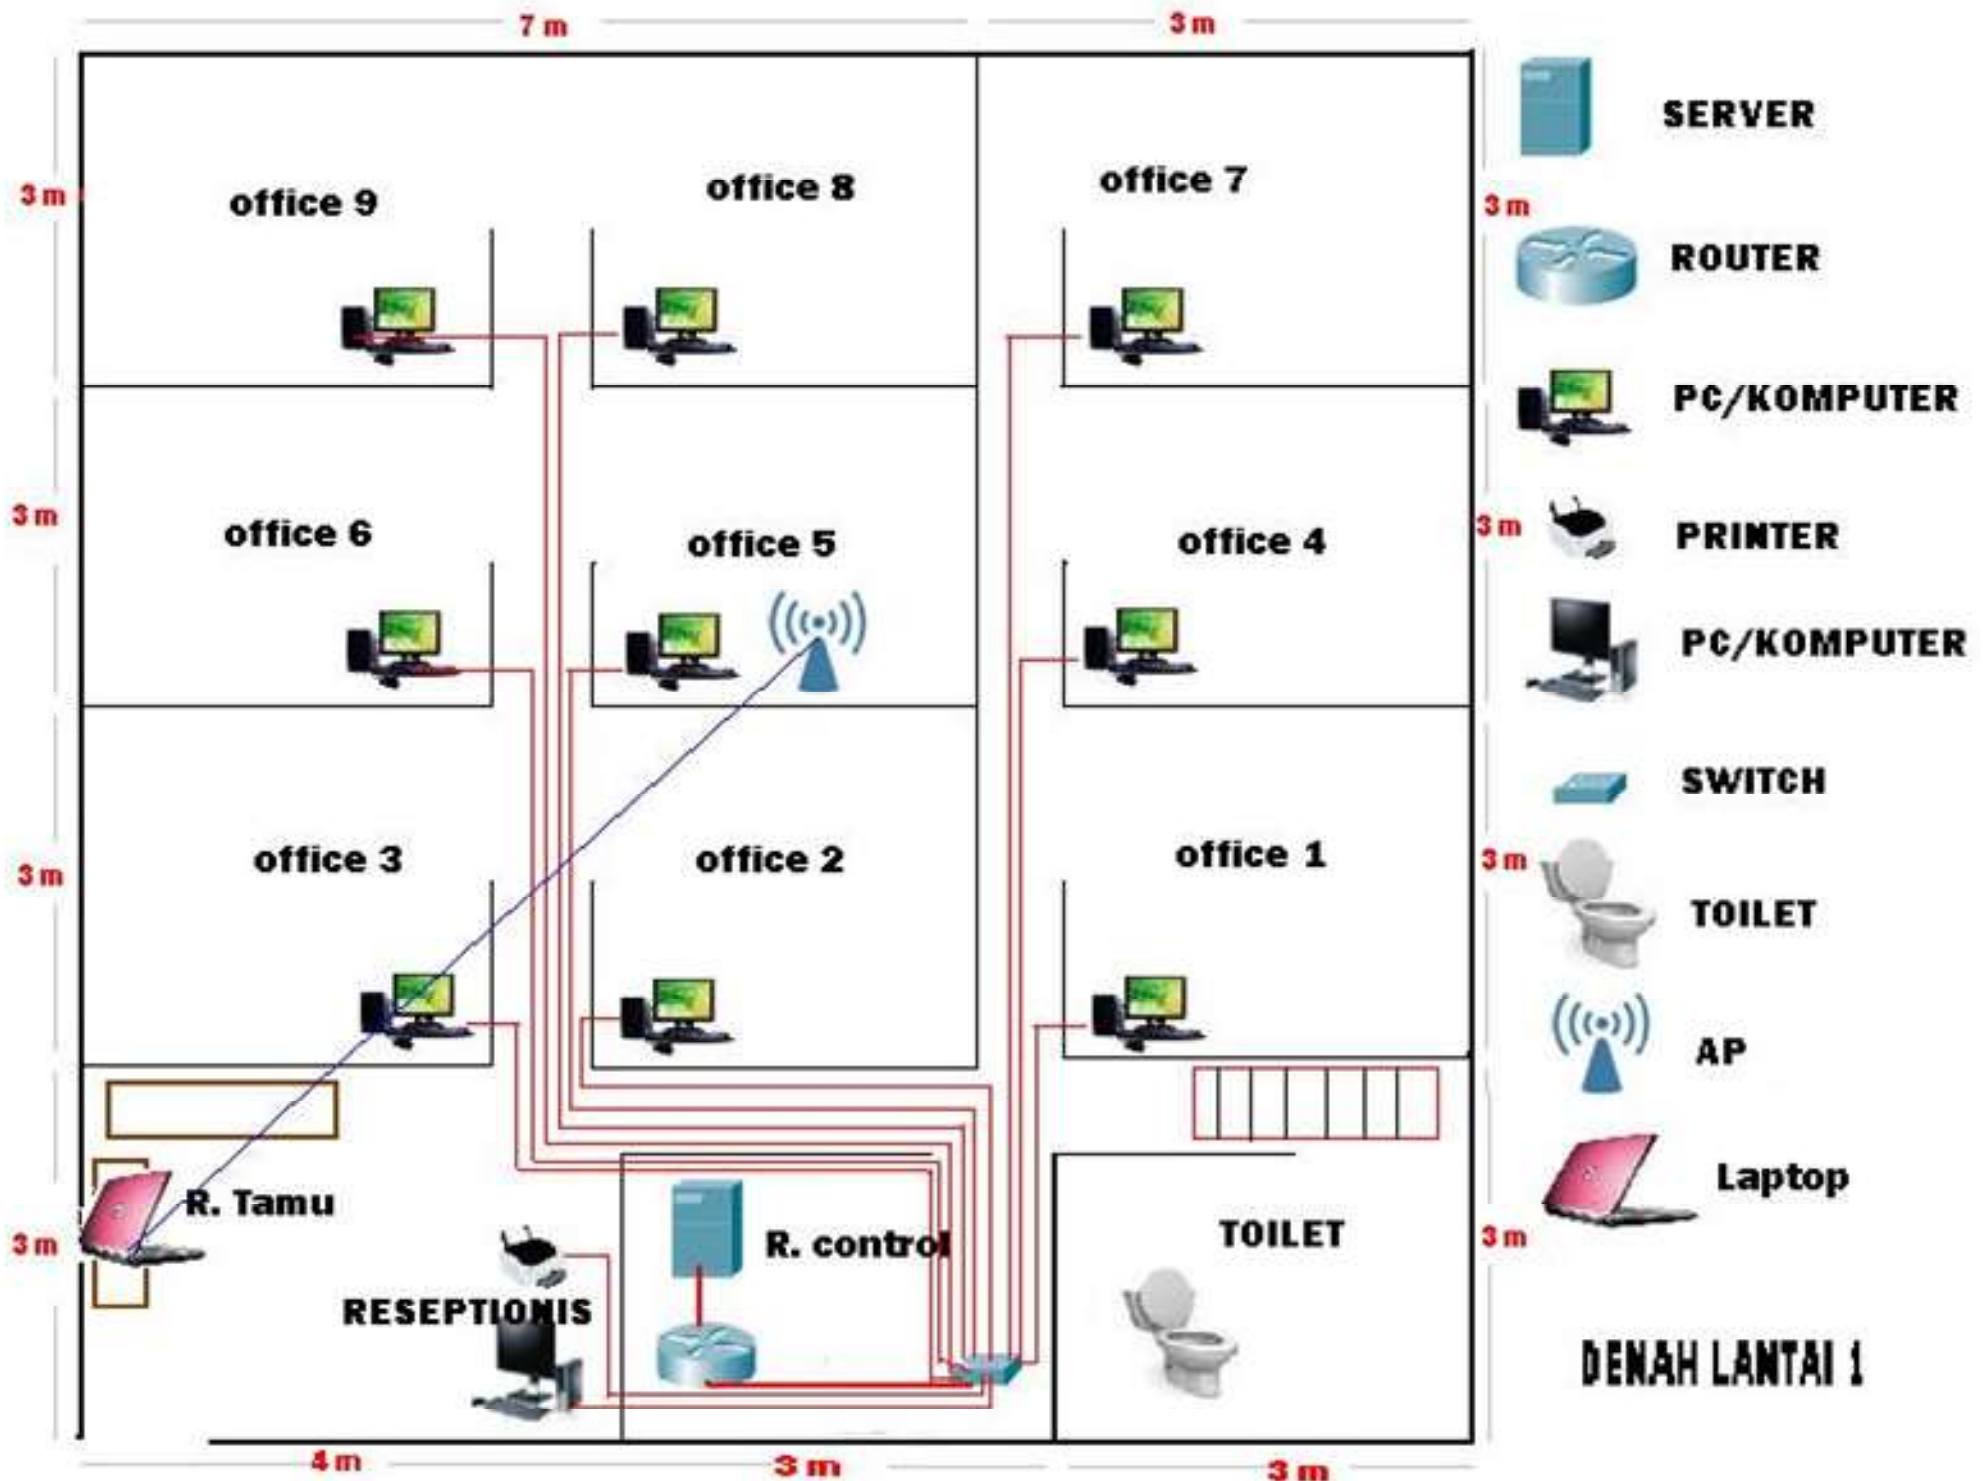 7 m
3 m
SERVER
office 9
office 8
office 7
3 m
3 m
ROUTER
PC/KOMPUTER
office 6
office 5
office 4
3 m
3 m
PRINTER
PC/KOMPUTER
SWITCH
office 3
office 2
office 1
3 m
3 m
TOILET
AP
R. Tamu
R. control
TOILET
Laptop
3 m
3 m
RESEPTIONIS
DENAH LANTAI 1
4 m
3 m
3 m